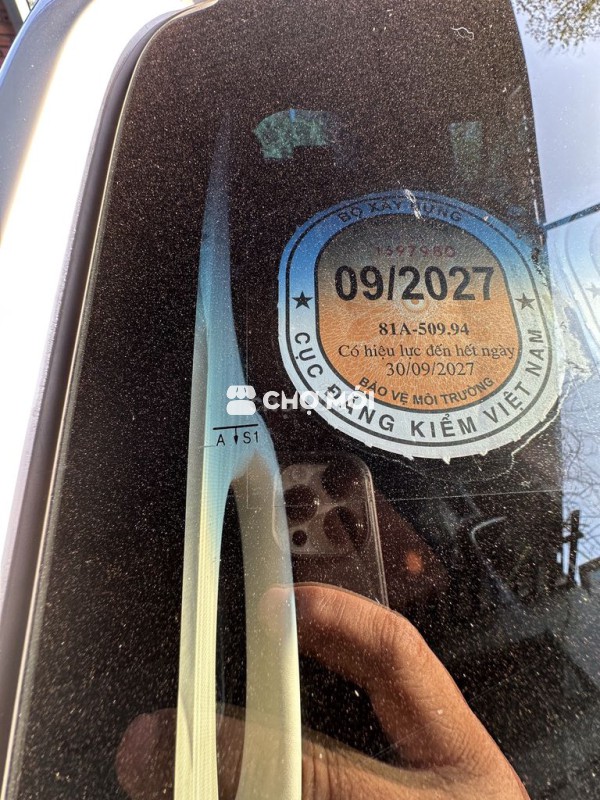 BỘ XÂY DỰNG
09/2027
81A-509.94
Có hiệu lực đến hết ngày
30/09/2027
BẢO VỆ MÔI TRƯỜNG
CỤC ĐĂNG KIỂM VIỆT NAM
CHỢ MỚI
A S1